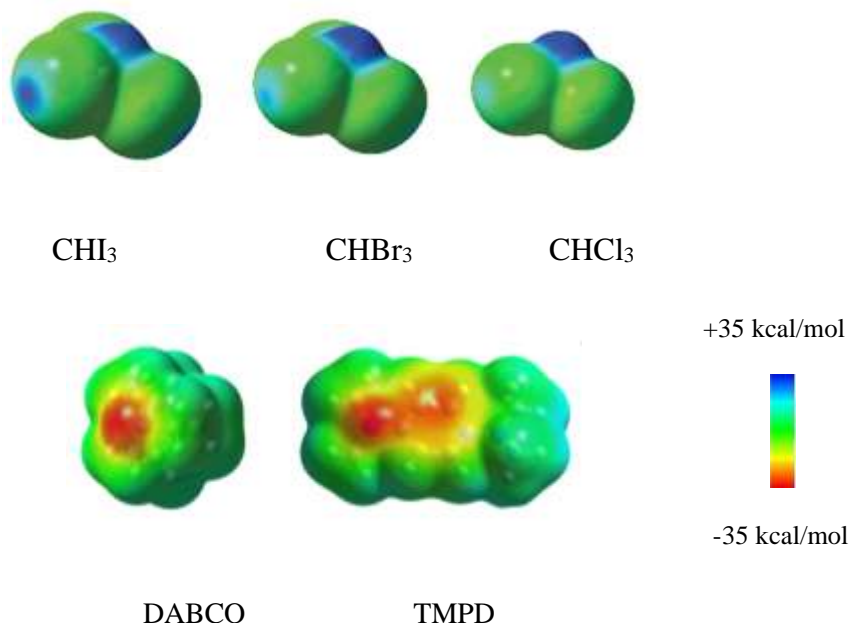 CHI₃ CHBr₃ CHCl₃
+35 kcal/mol
-35 kcal/mol
DABCO TMPD